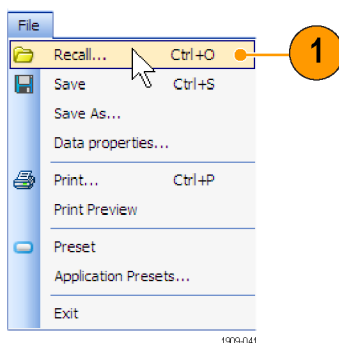 File
Recall... Ctrl+O 1
Save Ctrl+S
Save As...
Data properties...
Print... Ctrl+P
Print Preview
Preset
Application Presets...
Exit
1909-041